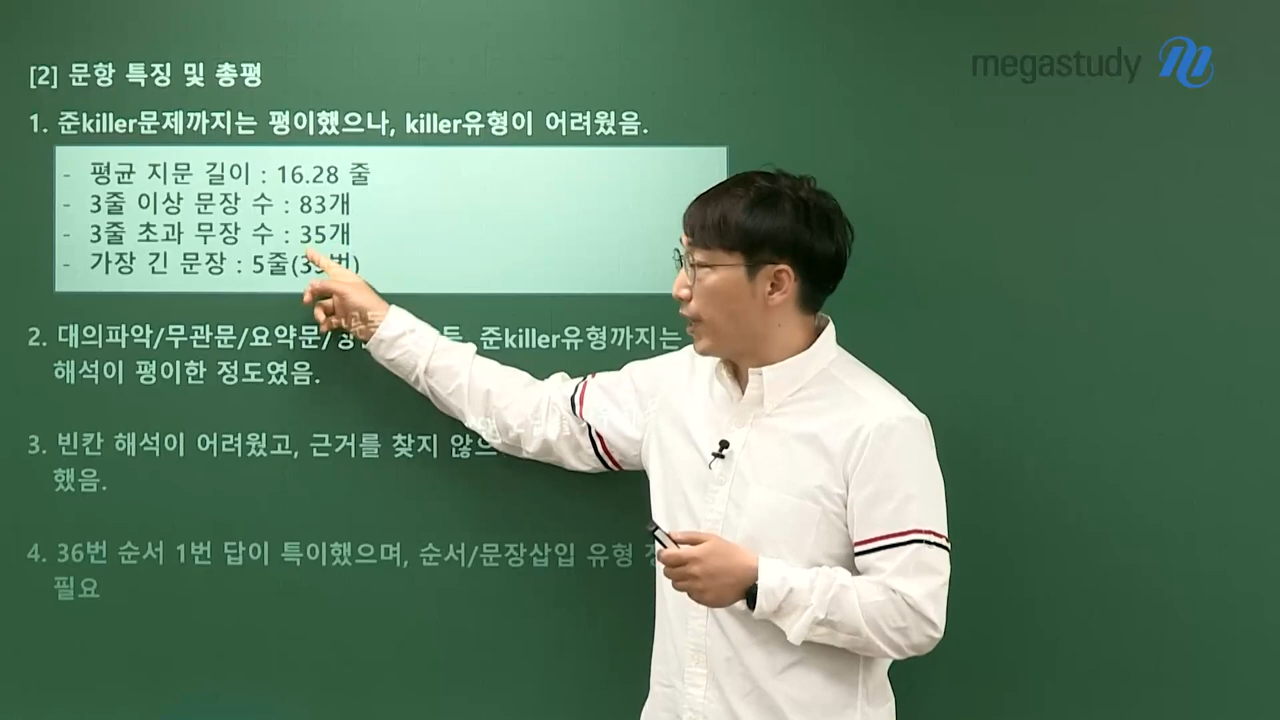 megastudy
[2] 문항 특징 및 총평
1. 준killer문제까지는 평이했으나, killer유형이 어려웠음.
- 평균 지문 길이 : 16.28 줄
- 3줄 이상 문장 수 : 83개
- 3줄 초과 무장 수 : 35개
- 가장 긴 문장 : 5줄(39번)
2. 대의파악/무관문/요약문/ 등, 준killer유형까지는
해석이 평이한 정도였음.
3. 빈칸 해석이 어려웠고, 근거를 찾지
했음.
4. 36번 순서 1번 답이 특이했으며, 순서/문장삽입 유형
필요